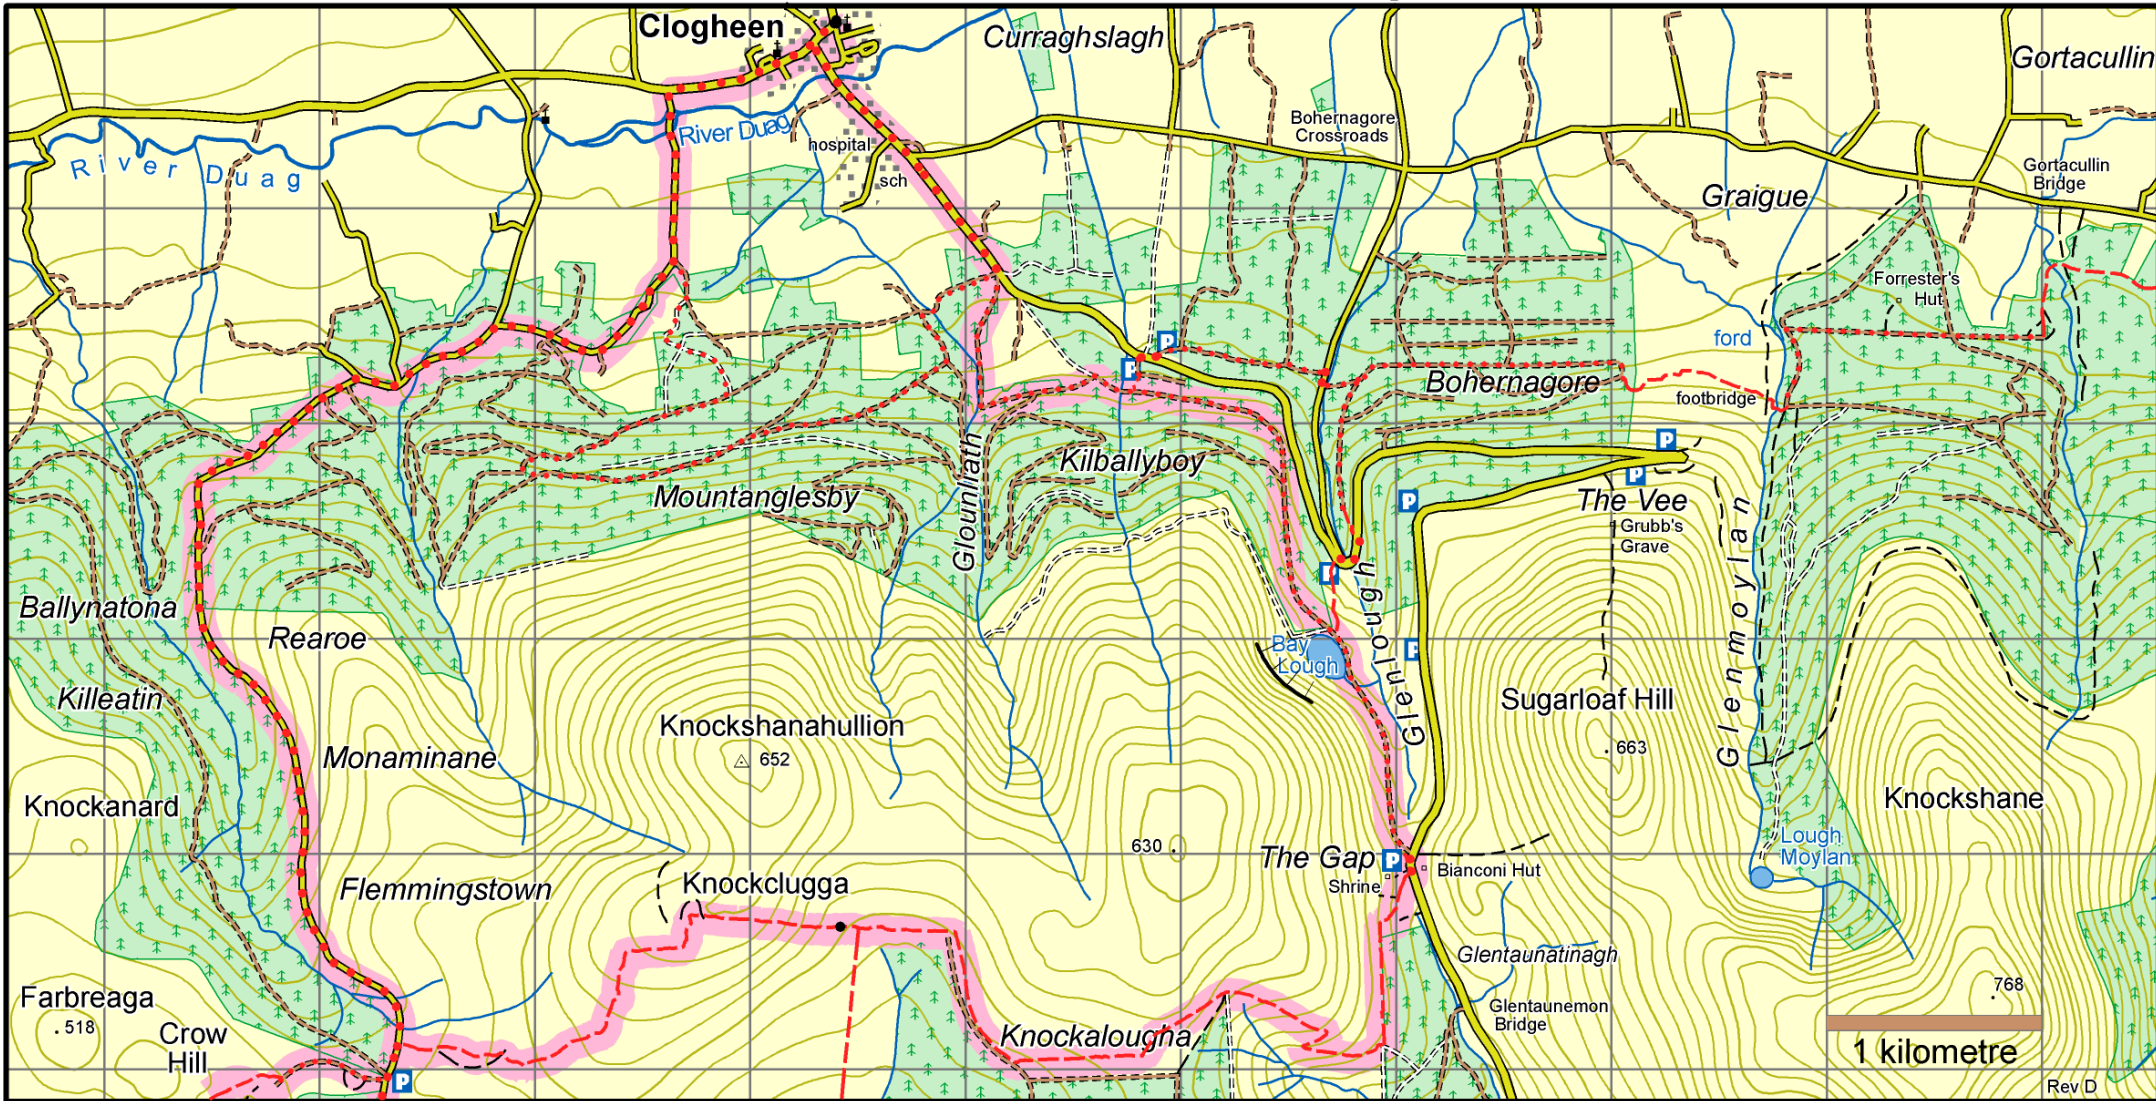 Clogheen
Curraghslagh
Gortacullin
Bohernagore
Crossroads
River Duag
River Duag
hospital
sch
Gortacullin
Bridge
Graigue
Forrester's
Hut
ford
P
P
Bohernagore
footbridge
Glounliath
Kilballyboy
P
P
P
Mountanglesby
The Vee
Grubb's
Grave
Glenmoylan
P
Glenlough
Ballynatona
Rearoe
Bay
Lough
P
Killeatin
Sugarloaf Hill
Knockshanahullion
652
663
Monaminane
Knockanard
Knockshane
Lough
Moylan
630
The Gap
P
Shrine
Bianconi Hut
Flemmingstown
Knockclugga
Glentaunatinagh
Farbreaga
518
768
Glentaunemon
Bridge
Crow
Hill
Knockalougha
1 kilometre
P
Rev D